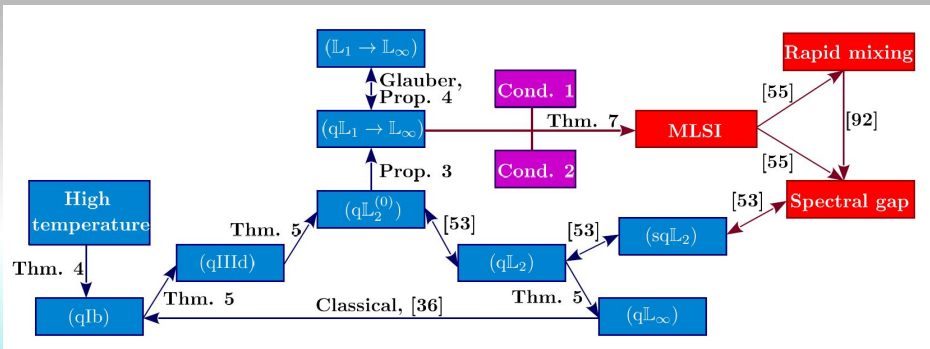 (𝕃₁ → 𝕃∞)
Rapid mixing
Glauber,
Prop. 4
Cond. 1
[55]
(q𝕃₁ → 𝕃∞)
Thm. 7
MLSI
[92]
Prop. 3
Cond. 2
[55]
High
temperature
(q𝕃₂⁽⁰⁾)
[53]
Spectral gap
Thm. 5
[53]
[53]
(sq𝕃₂)
(qIIId)
(q𝕃₂)
Thm. 4
Thm. 5
Thm. 5
Classical, [36]
(qIb)
(q𝕃∞)